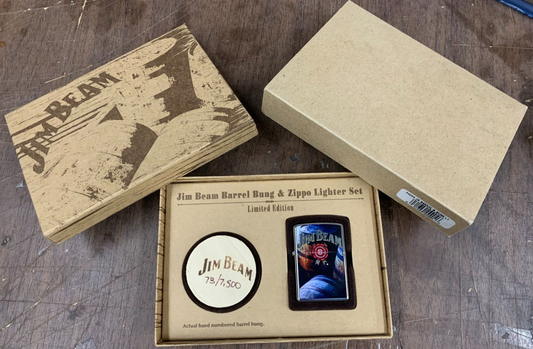 JIM BEAM
Jim Beam Barrel Bung & Zippo Lighter Set
Limited Edition
JIM BEAM
73/7,500
JIM BEAM
Actual hand numbered barrel bung.